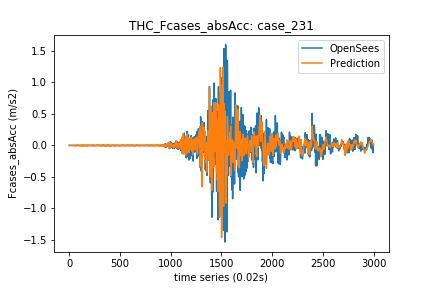 THC_Fcases_absAcc: case_231
OpenSees
Prediction
Fcases_absAcc (m/s2)
1.5
1.0
0.5
0.0
−0.5
−1.0
−1.5
0 500 1000 1500 2000 2500 3000
time series (0.02s)